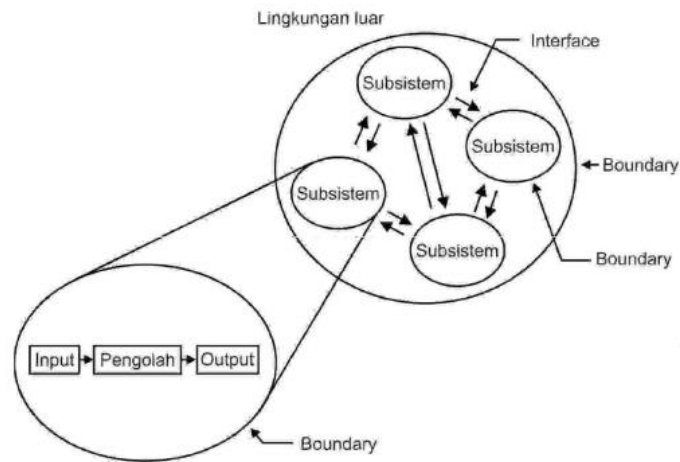 Lingkungan luar
Interface
Subsistem
Subsistem
Boundary
Subsistem
Subsistem
Boundary
Input
Pengolah
Output
Boundary